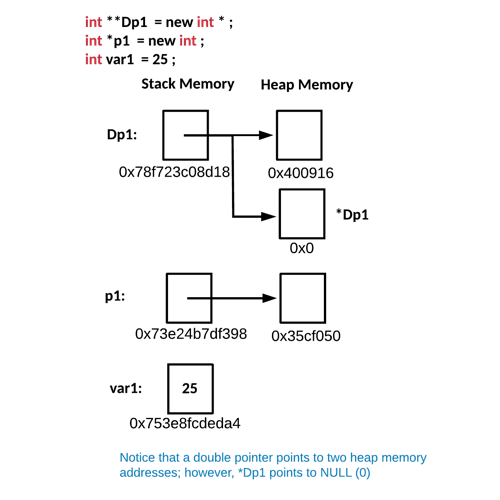 int **Dp1 = new int * ;
int *p1 = new int ;
int var1 = 25 ;
Stack Memory Heap Memory
Dp1:
0x78f723c08d18 0x400916
*Dp1
0x0
p1:
0x73e24b7df398 0x35cf050
var1: 25
0x753e8fcdeda4
Notice that a double pointer points to two heap memory
addresses; however, *Dp1 points to NULL (0)